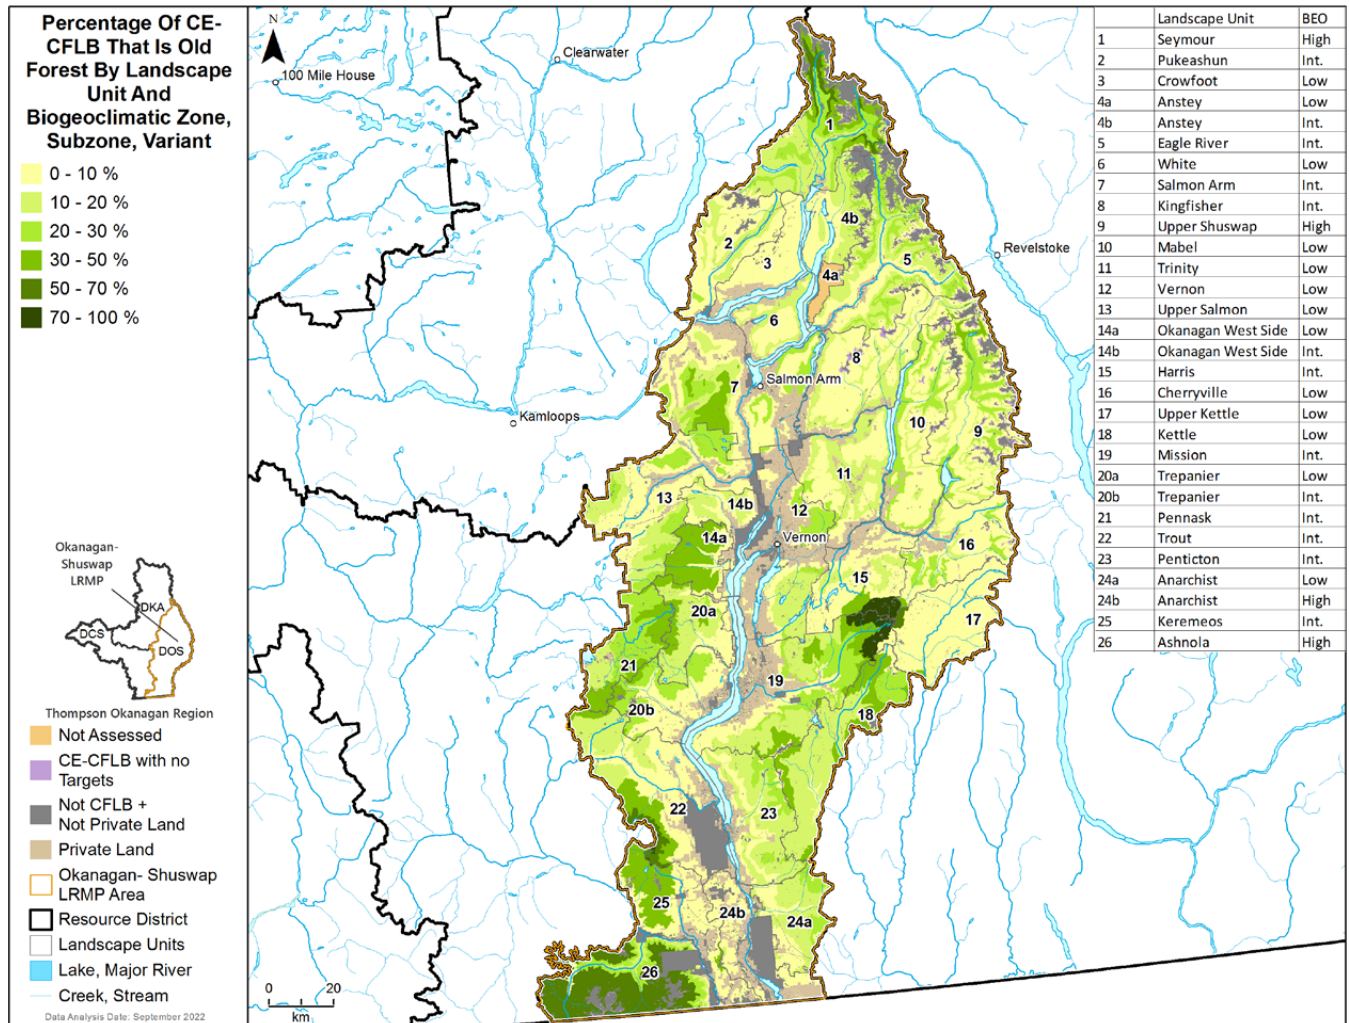 Percentage Of CE-
CFLB That Is Old
Forest By Landscape
Unit And
Biogeoclimatic Zone,
Subzone, Variant
0 - 10 %
10 - 20 %
20 - 30 %
30 - 50 %
50 - 70 %
70 - 100 %
Okanagan-
Shuswap
LRMP
DKA
DCS
DOS
Thompson Okanagan Region
Not Assessed
CE-CFLB with no
Targets
Not CFLB +
Not Private Land
Private Land
Okanagan- Shuswap
LRMP Area
Resource District
Landscape Units
Lake, Major River
Creek, Stream
Data Analysis Date: September 2022
N
Clearwater
100 Mile House
Revelstoke
Kamloops
Salmon Arm
Vernon
1
2
3
4b
4a
5
6
7
8
9
10
11
12
13
14b
14a
15
16
17
18
19
20a
20b
21
22
23
24b
24a
25
26
0 20
km
Landscape Unit BEO
1 Seymour High
2 Pukeashun Int.
3 Crowfoot Low
4a Anstey Low
4b Anstey Int.
5 Eagle River Int.
6 White Low
7 Salmon Arm Int.
8 Kingfisher Int.
9 Upper Shuswap High
10 Mabel Low
11 Trinity Low
12 Vernon Low
13 Upper Salmon Low
14a Okanagan West Side Low
14b Okanagan West Side Int.
15 Harris Int.
16 Cherryville Low
17 Upper Kettle Low
18 Kettle Low
19 Mission Int.
20a Trepanier Low
20b Trepanier Int.
21 Pennask Int.
22 Trout Int.
23 Penticton Int.
24a Anarchist Low
24b Anarchist High
25 Keremeos Int.
26 Ashnola High